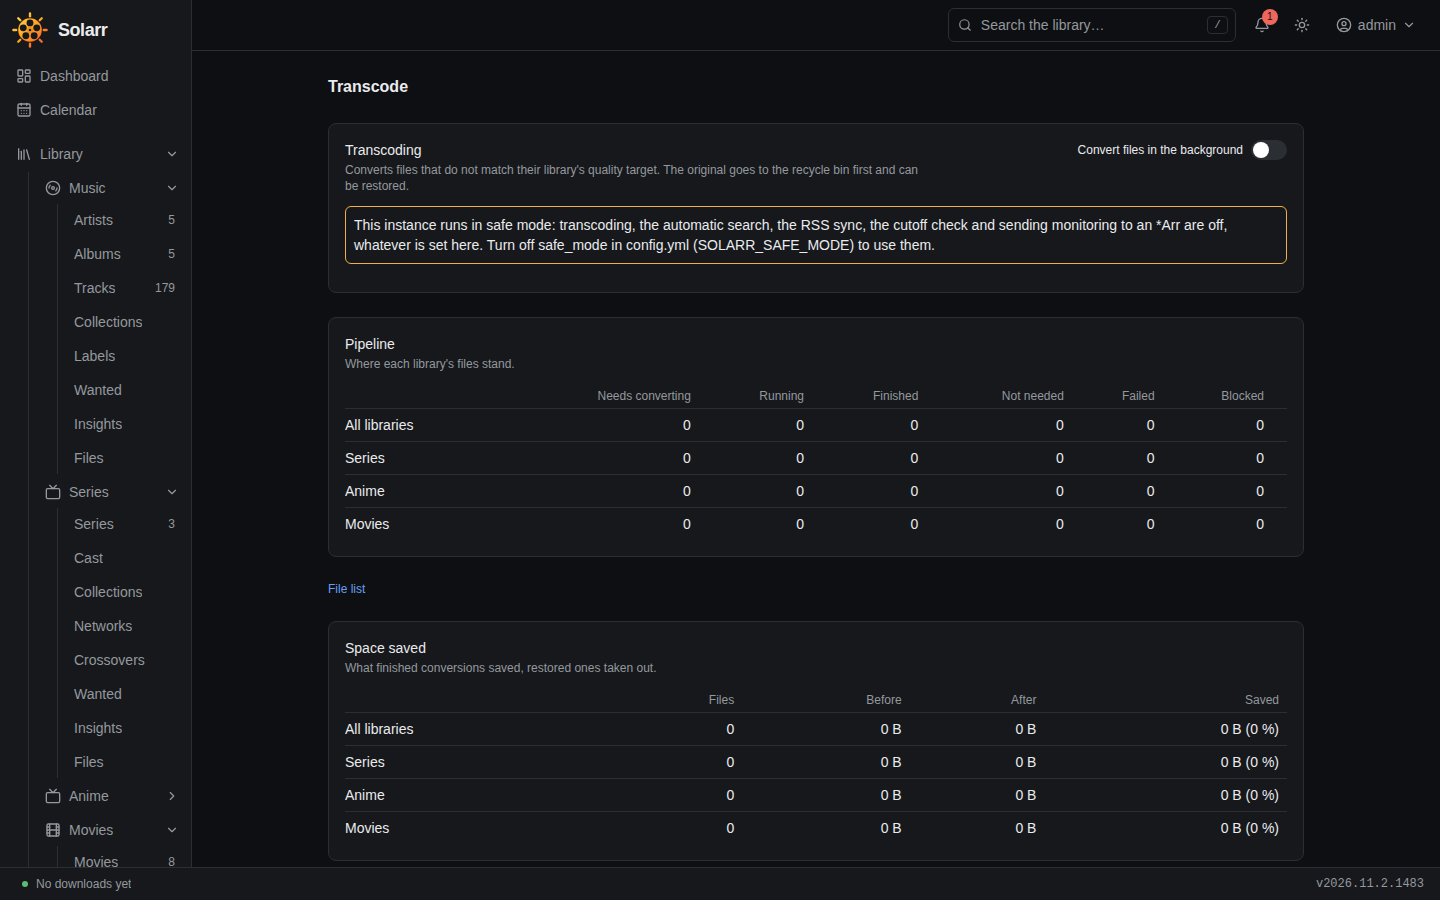 Solarr
Search the library…
/
1
admin
Dashboard
Calendar
Library
Music
Artists 5
Albums 5
Tracks 179
Collections
Labels
Wanted
Insights
Files
Series
Series 3
Cast
Collections
Networks
Crossovers
Wanted
Insights
Files
Anime
Movies
Movies 8
Transcode
Transcoding
Convert files in the background
Converts files that do not match their library's quality target. The original goes to the recycle bin first and can
be restored.
This instance runs in safe mode: transcoding, the automatic search, the RSS sync, the cutoff check and sending monitoring to an *Arr are off,
whatever is set here. Turn off safe_mode in config.yml (SOLARR_SAFE_MODE) to use them.
Pipeline
Where each library's files stand.
Needs converting Running Finished Not needed Failed Blocked
All libraries 0 0 0 0 0 0
Series 0 0 0 0 0 0
Anime 0 0 0 0 0 0
Movies 0 0 0 0 0 0
File list
Space saved
What finished conversions saved, restored ones taken out.
Files Before After Saved
All libraries 0 0 B 0 B 0 B (0 %)
Series 0 0 B 0 B 0 B (0 %)
Anime 0 0 B 0 B 0 B (0 %)
Movies 0 0 B 0 B 0 B (0 %)
No downloads yet
v2026.11.2.1483